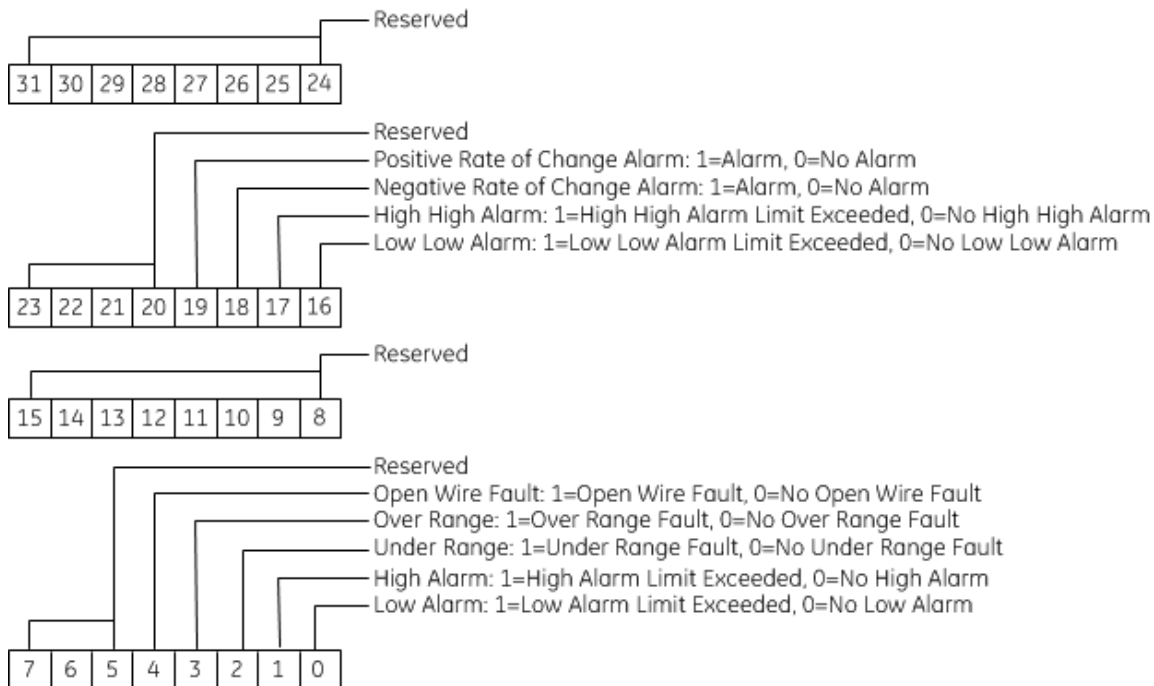 Reserved
31 30 29 28 27 26 25 24
Reserved
Positive Rate of Change Alarm: 1=Alarm, 0=No Alarm
Negative Rate of Change Alarm: 1=Alarm, 0=No Alarm
High High Alarm: 1=High High Alarm Limit Exceeded, 0=No High High Alarm
Low Low Alarm: 1=Low Low Alarm Limit Exceeded, 0=No Low Low Alarm
23 22 21 20 19 18 17 16
Reserved
15 14 13 12 11 10 9 8
Reserved
Open Wire Fault: 1=Open Wire Fault, 0=No Open Wire Fault
Over Range: 1=Over Range Fault, 0=No Over Range Fault
Under Range: 1=Under Range Fault, 0=No Under Range Fault
High Alarm: 1=High Alarm Limit Exceeded, 0=No High Alarm
Low Alarm: 1=Low Alarm Limit Exceeded, 0=No Low Alarm
7 6 5 4 3 2 1 0